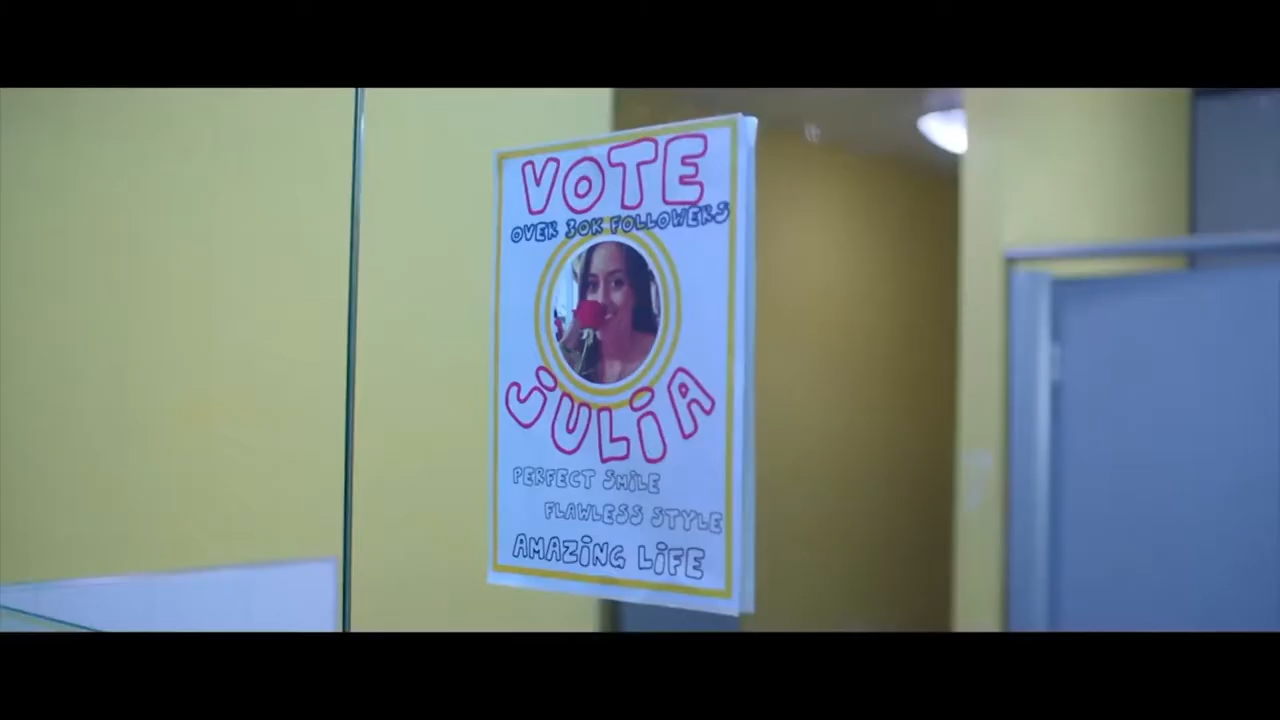 VOTE
OVER 30K FOLLOWERS
JULIA
PERFECT SMILE
FLAWLESS STYLE
AMAZING LIFE